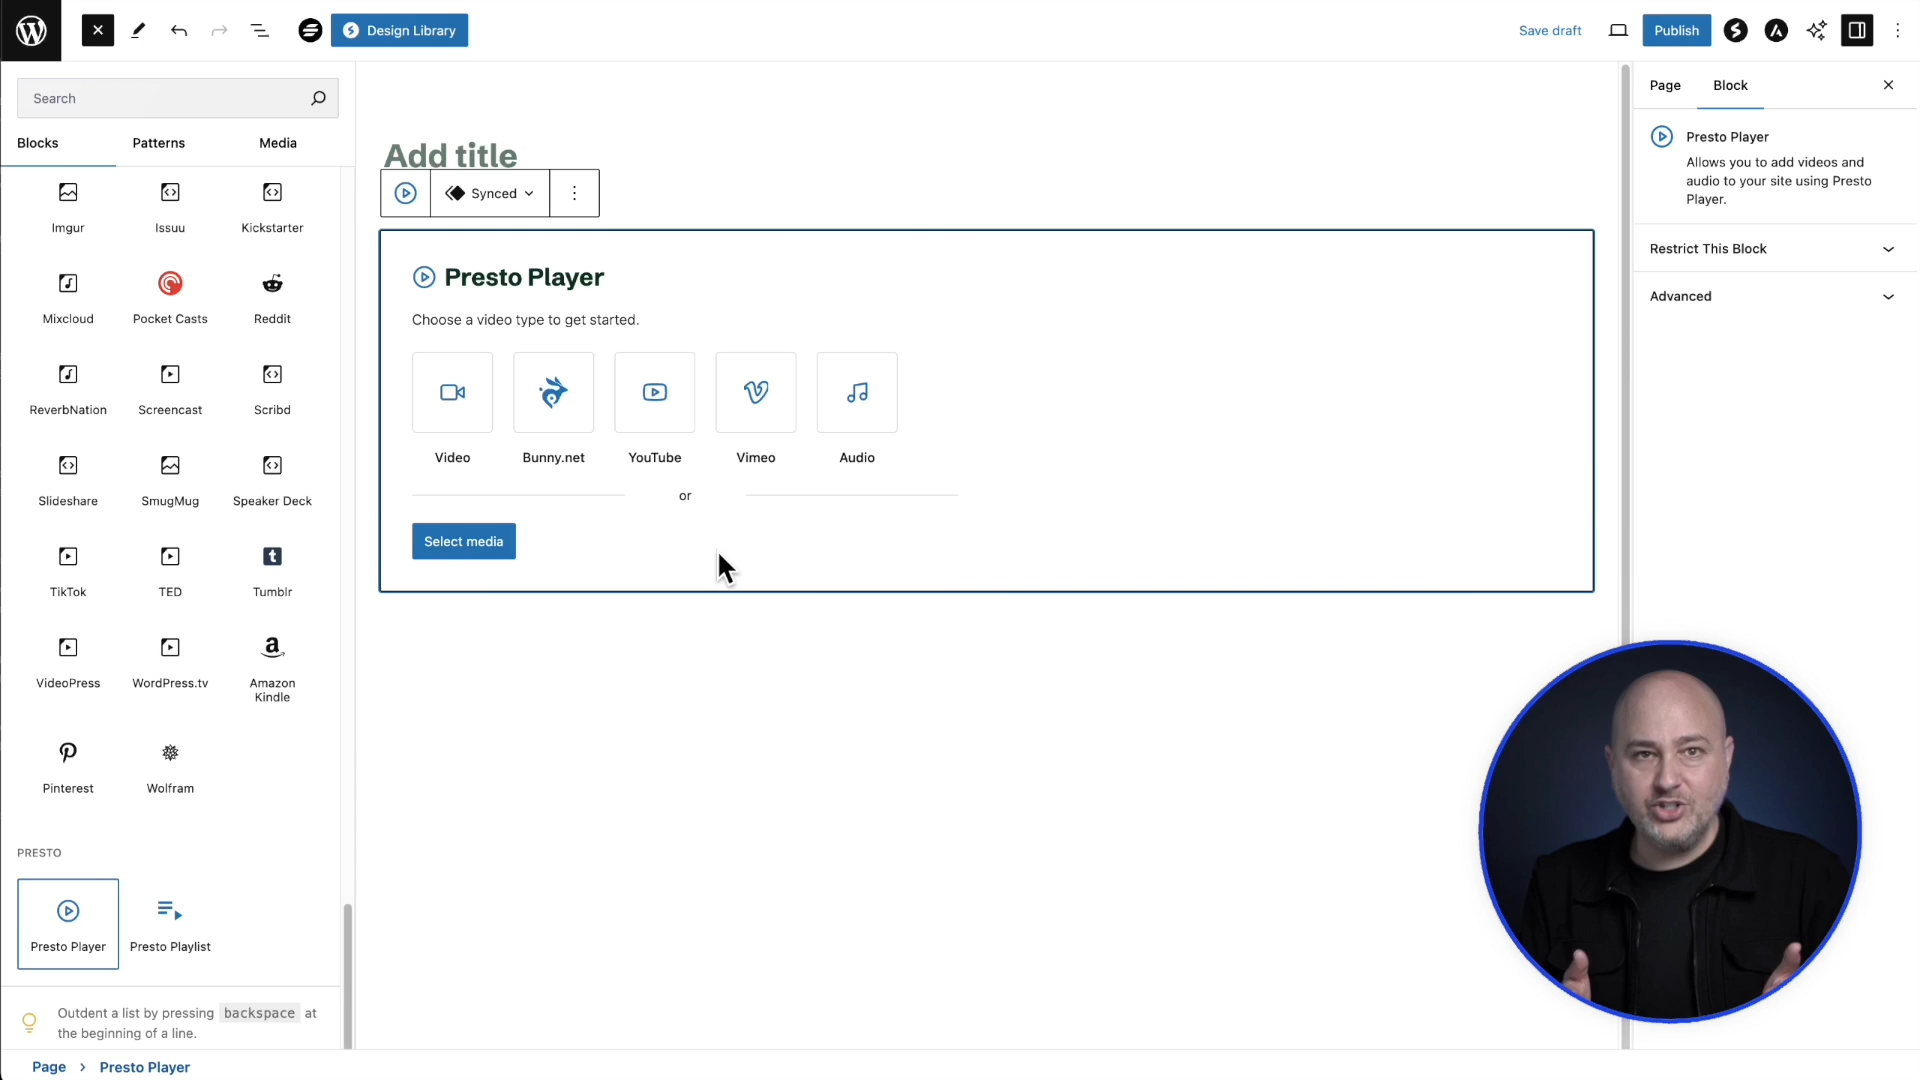 Design Library
Save draft
Publish
Search
Blocks
Patterns
Media
Imgur
Issuu
Kickstarter
Mixcloud
Pocket Casts
Reddit
ReverbNation
Screencast
Scribd
Slideshare
SmugMug
Speaker Deck
TikTok
TED
Tumblr
VideoPress
WordPress.tv
Amazon
Kindle
Pinterest
Wolfram
PRESTO
Presto Player
Presto Playlist
Outdent a list by pressing backspace at
the beginning of a line.
Page > Presto Player
Add title
Synced
Presto Player
Choose a video type to get started.
Video
Bunny.net
YouTube
Vimeo
Audio
or
Select media
Page
Block
Presto Player
Allows you to add videos and
audio to your site using Presto
Player.
Restrict This Block
Advanced